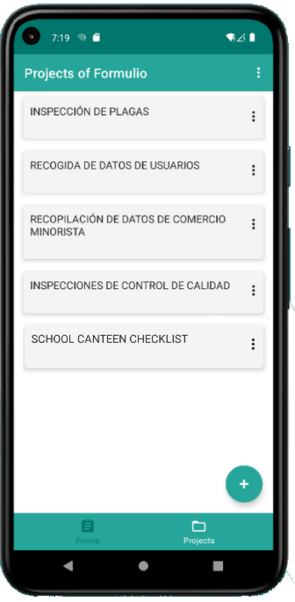 7:19
Projects of Formulio
INSPECCIÓN DE PLAGAS
RECOGIDA DE DATOS DE USUARIOS
RECOPILACIÓN DE DATOS DE COMERCIO
MINORISTA
INSPECCIONES DE CONTROL DE CALIDAD
SCHOOL CANTEEN CHECKLIST
Forms
Projects